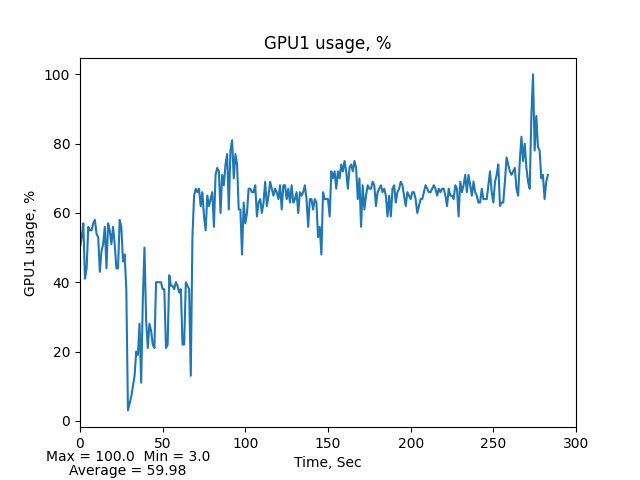 GPU1 usage, %
100
80
60
40
20
0
GPU1 usage, %
0 50 100 150 200 250 300
Time, Sec
Max = 100.0  Min = 3.0
Average = 59.98